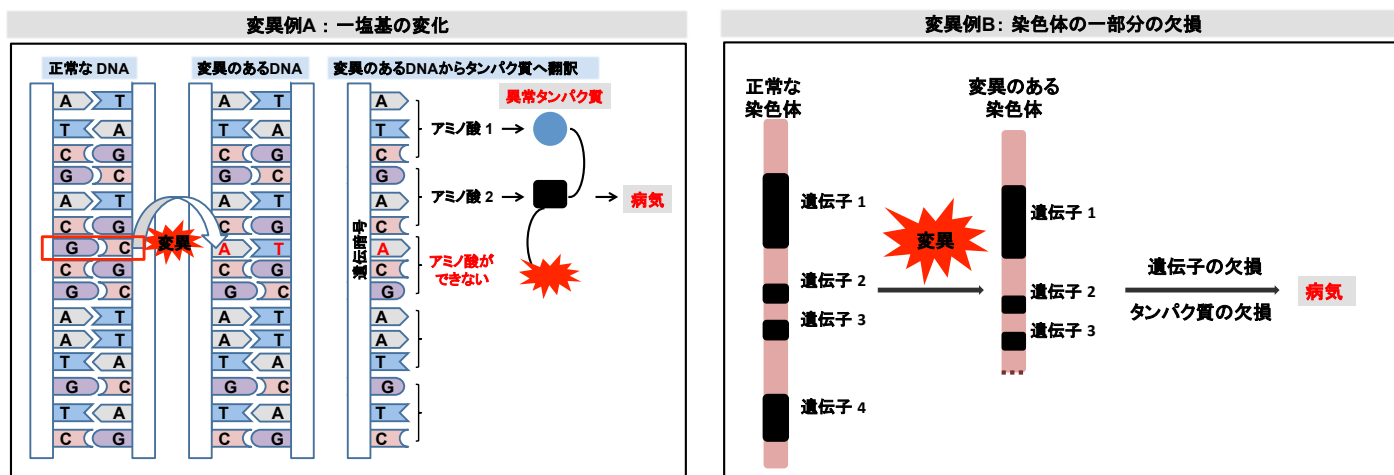 変異例A : 一塩基の変化
正常な DNA
変異のあるDNA
変異のあるDNAからタンパク質へ翻訳
異常タンパク質
A T
T A
C G
G C
A T
C G
G C
C G
G C
A T
A T
T A
G C
T A
C G
変異
A T
T A
C G
G C
A T
C G
A T
C G
G C
A T
A T
T A
G C
T A
C G
遺伝暗号
A
T
C
G
A
C
A
C
G
A
A
T
G
T
C
アミノ酸 1
アミノ酸 2
アミノ酸が
できない
病気
変異例B: 染色体の一部分の欠損
正常な
染色体
遺伝子 1
遺伝子 2
遺伝子 3
遺伝子 4
変異
変異のある
染色体
遺伝子 1
遺伝子 2
遺伝子 3
遺伝子の欠損
タンパク質の欠損
病気